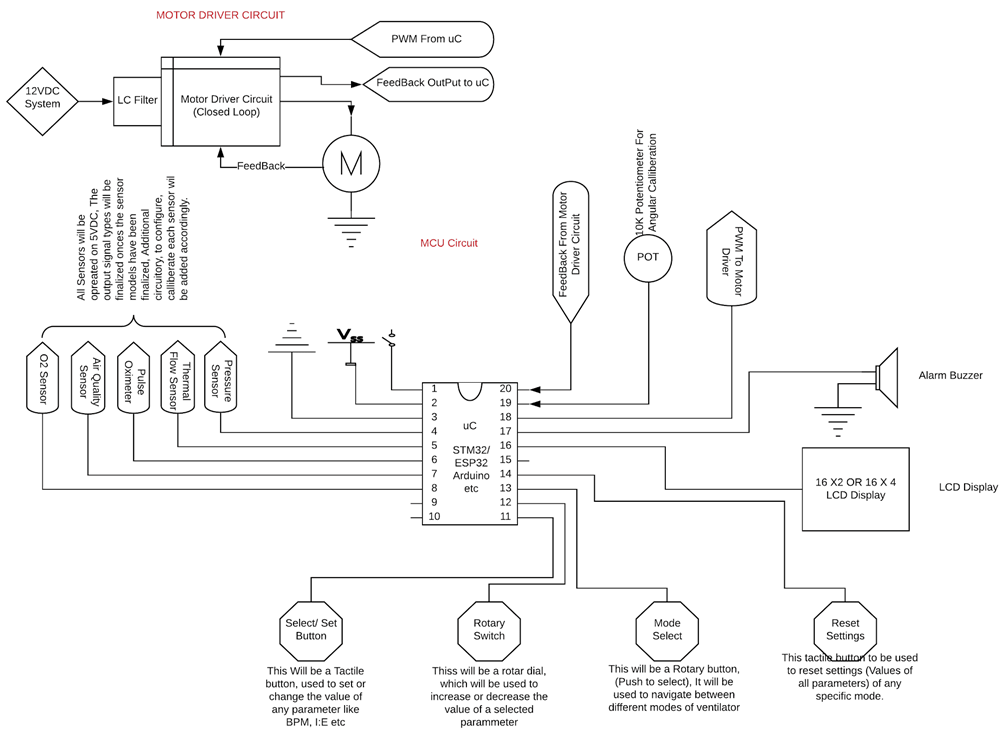 MOTOR DRIVER CIRCUIT
PWM From uC
FeedBack OutPut to uC
12VDC
System
LC Filter
Motor Driver Circuit
(Closed Loop)
M
FeedBack
All Sensors will be
opreated on 5VDC, The
output signal types will be
finalized onces the sensor
models have been
finalized, Additional
circuitory, to configure,
calliberate each sensor wil
be added accordingly.
MCU Circuit
FeedBack From Motor
Driver Circuit
10K Potentiometer For
Angular Calliberation
POT
PWM To Motor
Driver
Vss
O2 Sensor
Air Quality
Sensor
Pulse
Oximeter
Thermal
Flow Sensor
Pressure
Sensor
1
2
3
4
5
6
7
8
9
10
uC
STM32/
ESP32
Arduino
etc
20
19
18
17
16
15
14
13
12
11
Alarm Buzzer
16 X2 OR 16 X 4
LCD Display
LCD Display
Select/ Set
Button
This Will be a Tactile
button, used to set or
change the value of
any parameter like
BPM, I:E etc
Rotary
Switch
Thiss will be a rotar dial,
which will be used to
increase or decrease the
value of a selected
parammeter
Mode
Select
This will be a Rotary button,
(Push to select), It will be
used to navigate between
different modes of ventilator
Reset
Settings
This tactile button to be used
to reset settings (Values of
all parameters) of any
specific mode.